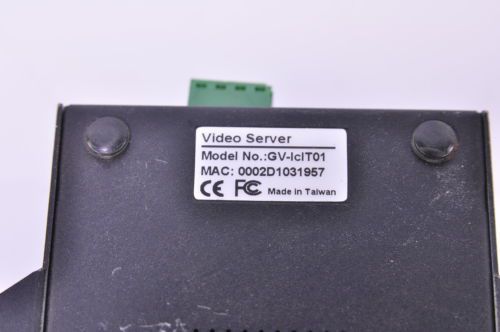 Video Server
Model No.:GV-IcIT01
MAC: 0002D1031957
CE FC Made in Taiwan